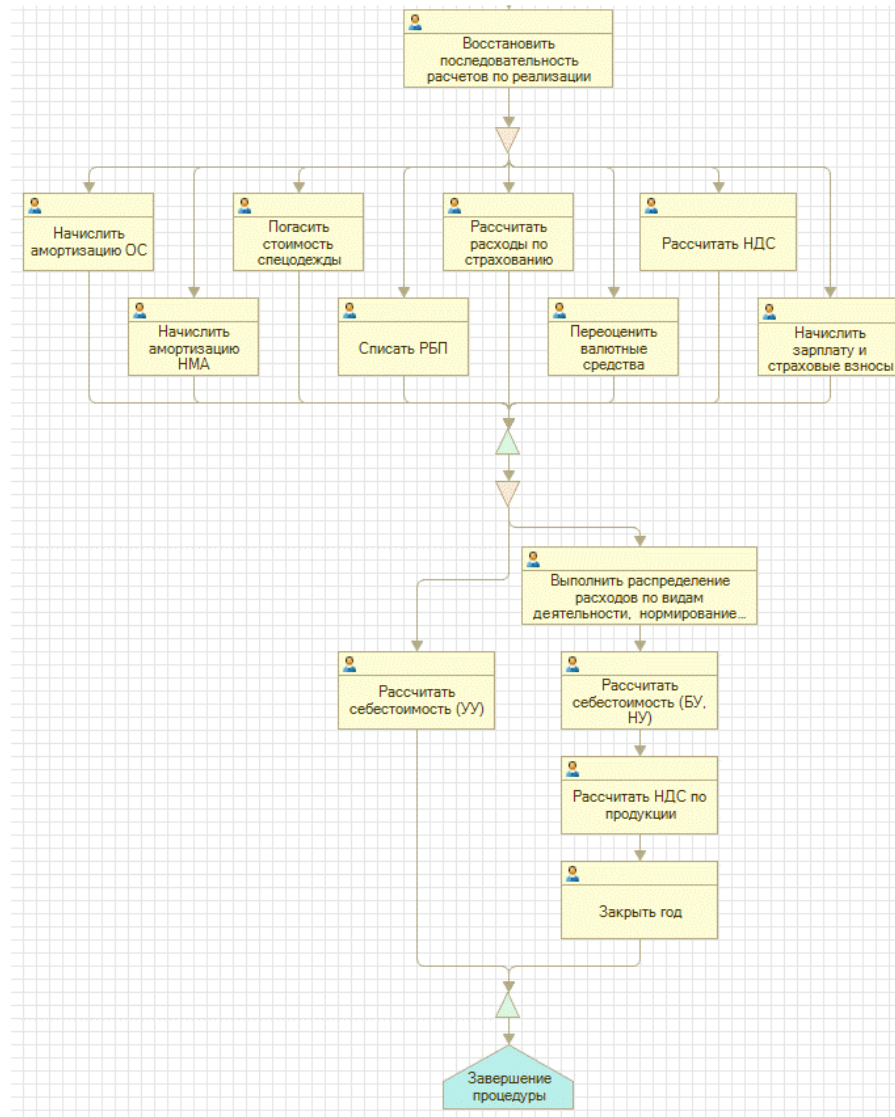 Восстановить
последовательность
расчетов по реализации
Начислить
амортизацию ОС
Погасить
стоимость
спецодежды
Рассчитать
расходы по
страхованию
Рассчитать НДС
Начислить
амортизацию
НМА
Списать РБП
Переоценить
валютные
средства
Начислить
зарплату и
страховые взносы
Выполнить распределение
расходов по видам
деятельности, нормирование...
Рассчитать
себестоимость (УУ)
Рассчитать
себестоимость (БУ,
НУ)
Рассчитать НДС по
продукции
Закрыть год
Завершение
процедуры